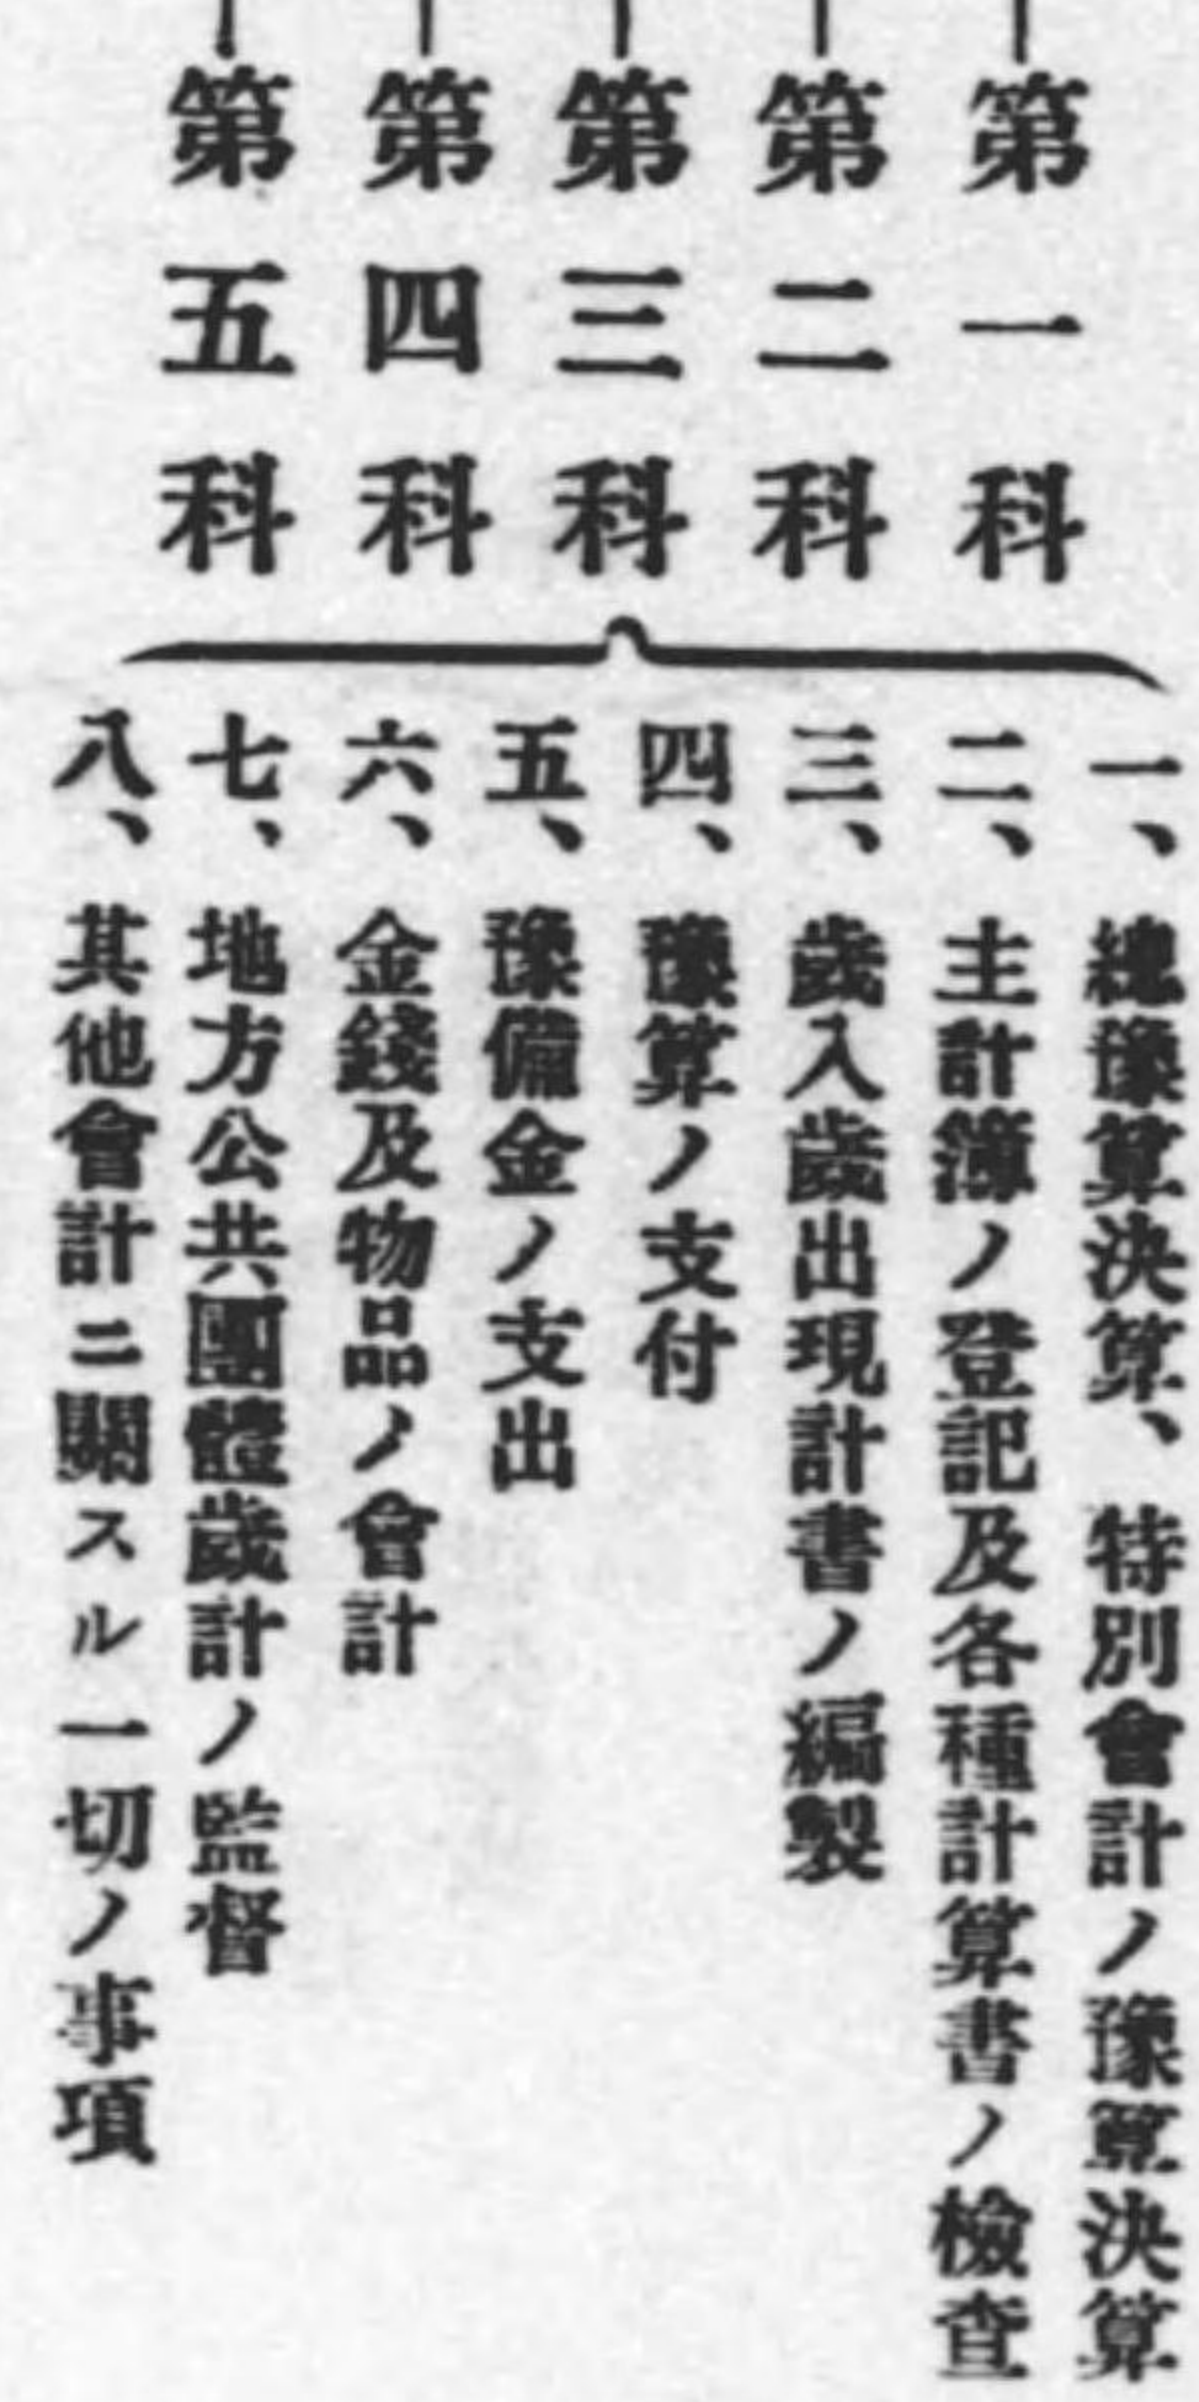 第一科
第二科
第三科
第四科
第五科
一、總豫算決算、特別會計ノ豫算決算
二、主計簿ノ登記及各種計算書ノ檢查
三、歲入歲出現計書ノ編製
四、豫算ノ支付
五、豫備金ノ支出
六、金錢及物品ノ會計
七、地方公共團體歲計ノ監督
八、其他會計ニ關スル一切ノ事項